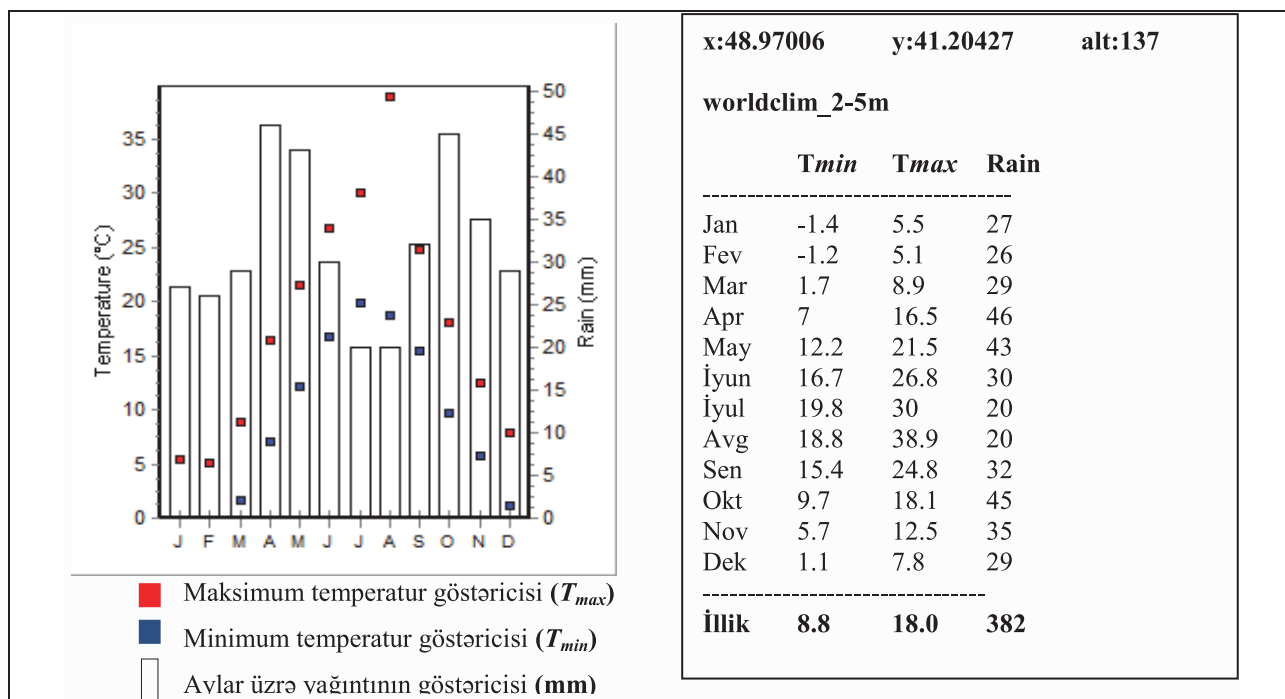 Temperature (°C)
35
30
25
20
15
10
5
0
50
45
40
35
30
25
20
15
10
5
0
Rain (mm)
J F M A M J J A S O N D
Maksimum temperatur göstəricisi (Tmax)
Minimum temperatur göstəricisi (Tmin)
Aylar üzrə yağıntının göstəricisi (mm)
x:48.97006 y:41.20427 alt:137
worldclim_2-5m
Tmin Tmax Rain
-----------------------------------
Jan -1.4 5.5 27
Fev -1.2 5.1 26
Mar 1.7 8.9 29
Apr 7 16.5 46
May 12.2 21.5 43
İyun 16.7 26.8 30
İyul 19.8 30 20
Avg 18.8 38.9 20
Sen 15.4 24.8 32
Okt 9.7 18.1 45
Nov 5.7 12.5 35
Dek 1.1 7.8 29
--------------------------------
İllik 8.8 18.0 382